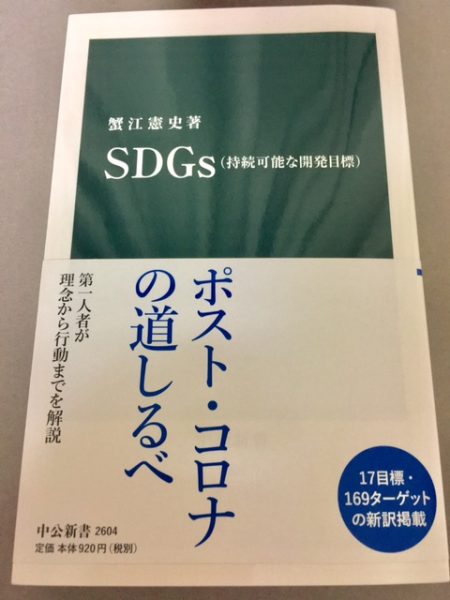 蟹江憲史著
SDGs(持続可能な開発目標)
ポスト・コロナ
の道しるべ
第一人者が
理念から行動までを解説
17目標・
169ターゲット
の新訳掲載
中公新書 2604
定価 本体920円(税別)